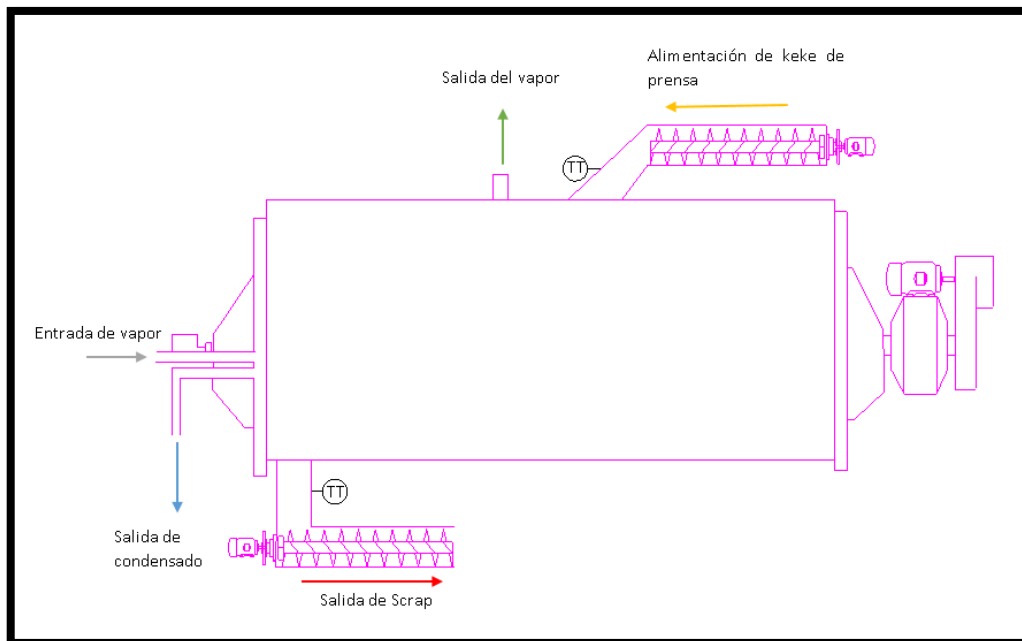 Alimentación de keke de
prensa
Salida del vapor
TT
Entrada de vapor
TT
Salida de
condensado
Salida de Scrap